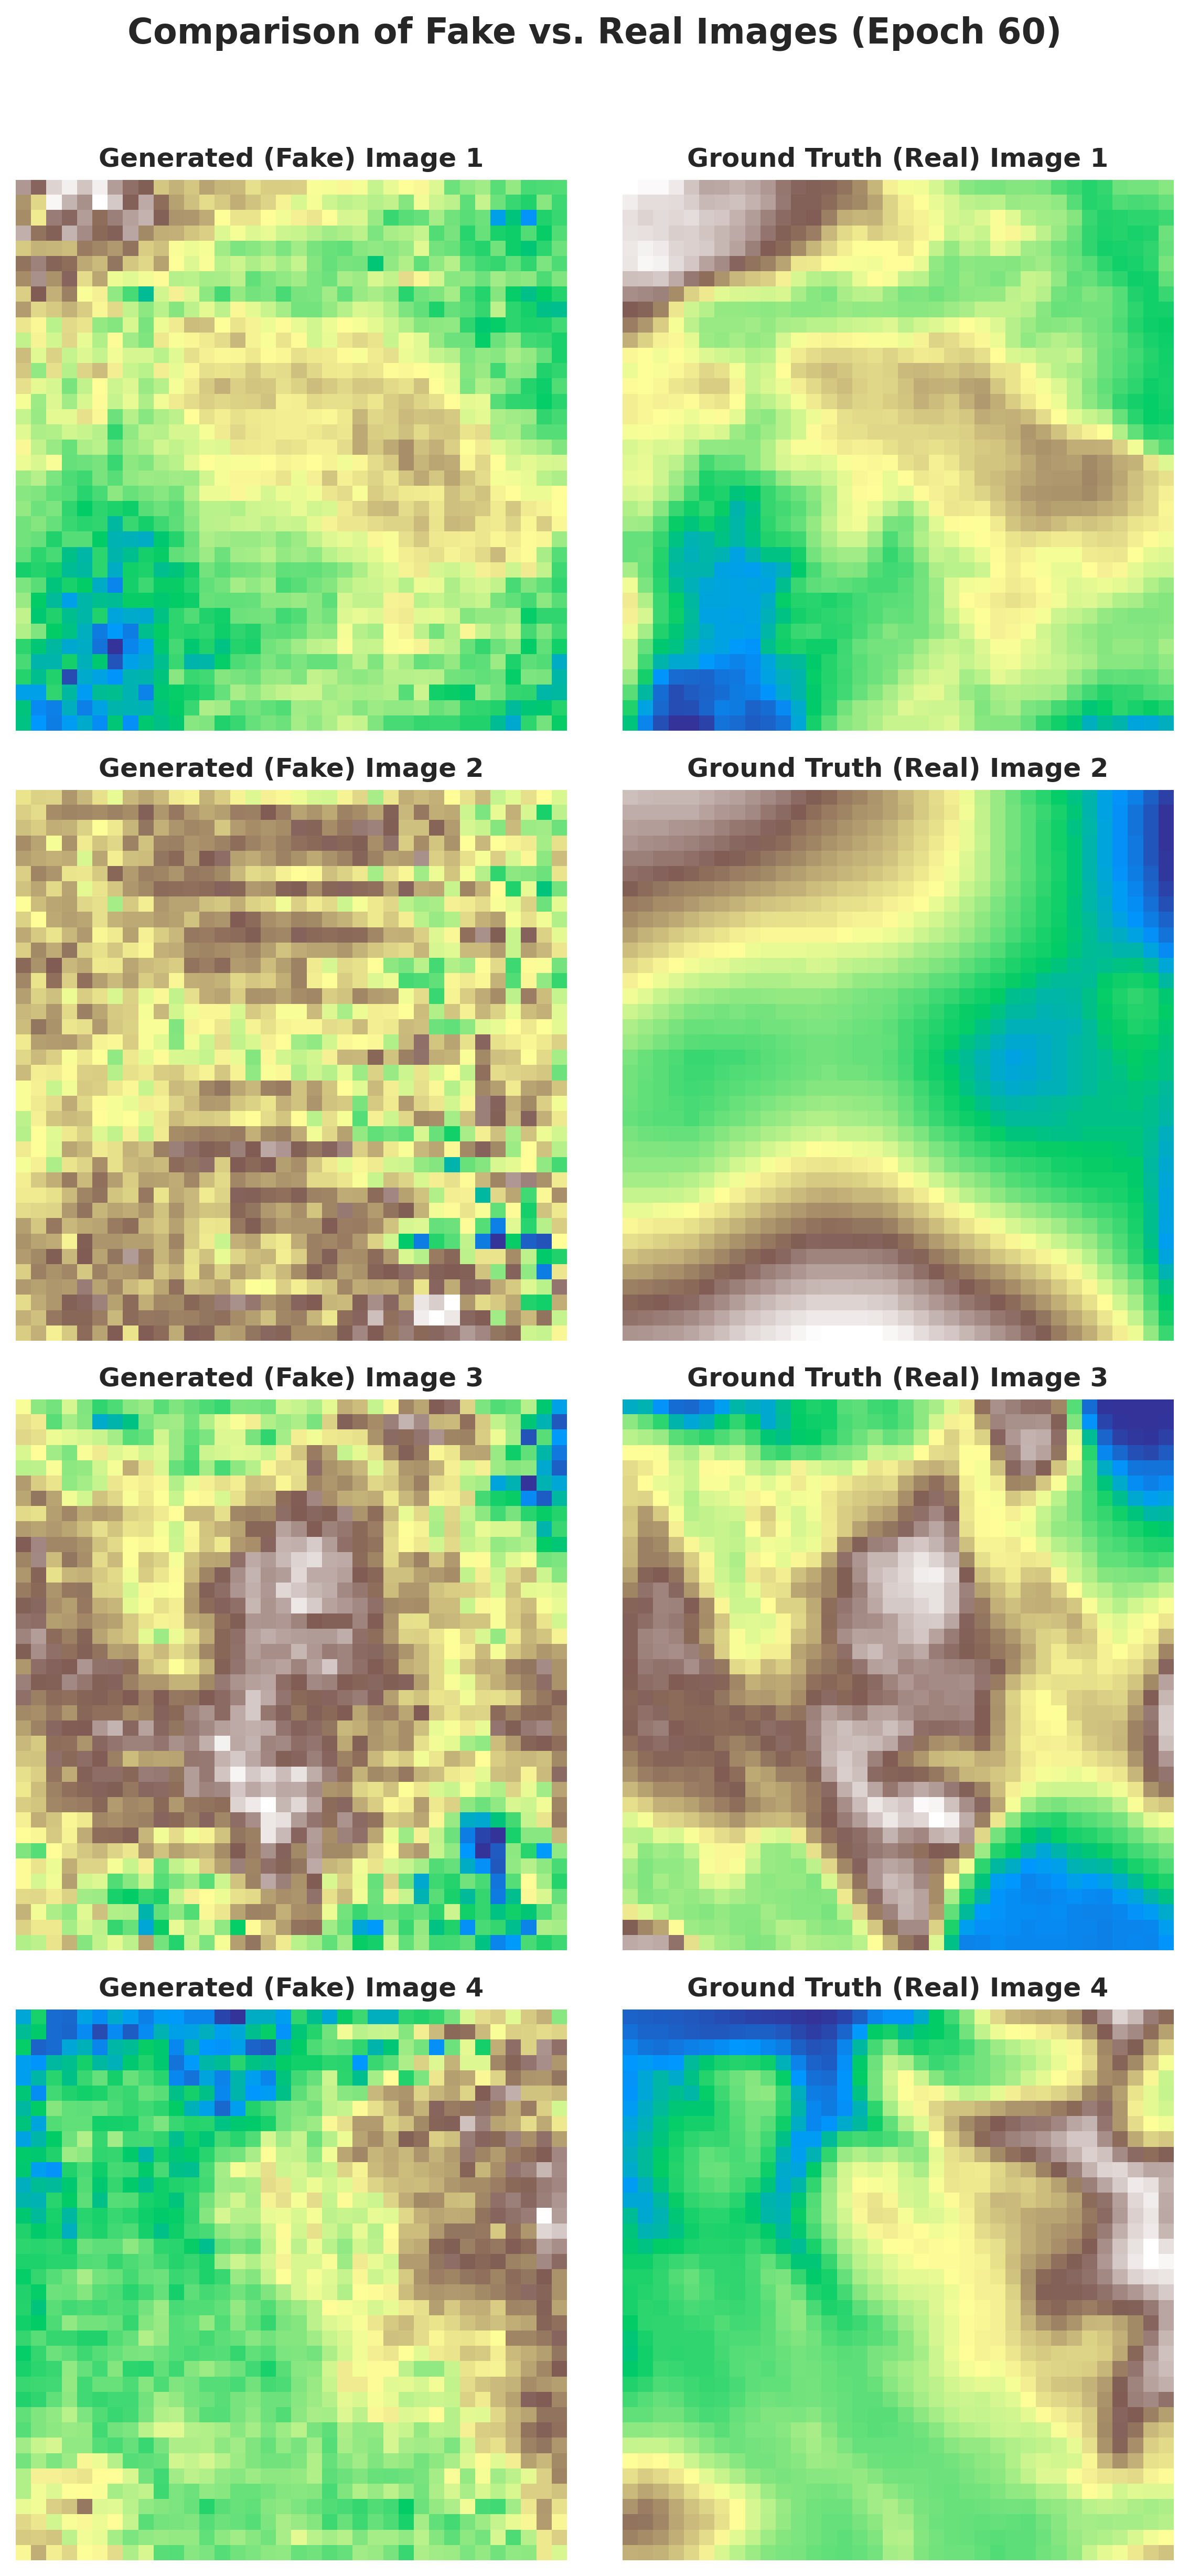 Comparison of Fake vs. Real Images (Epoch 60)
Generated (Fake) Image 1
Ground Truth (Real) Image 1
Generated (Fake) Image 2
Ground Truth (Real) Image 2
Generated (Fake) Image 3
Ground Truth (Real) Image 3
Generated (Fake) Image 4
Ground Truth (Real) Image 4